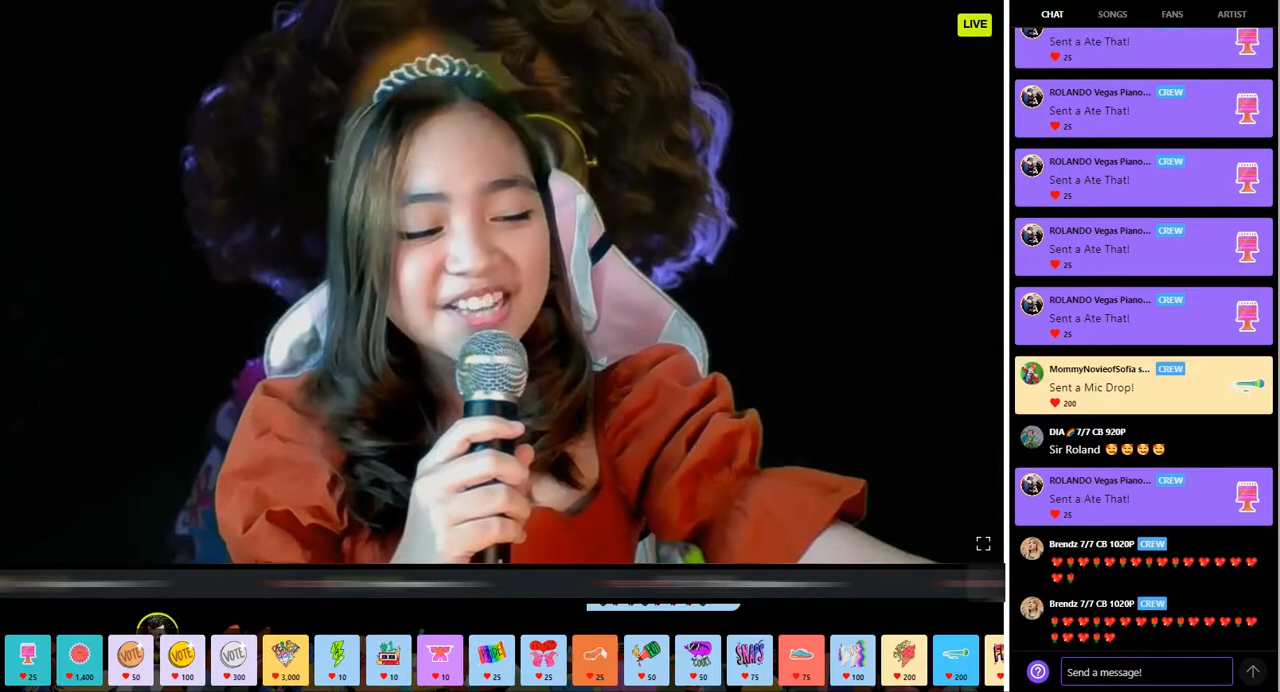 LIVE
CHAT SONGS FANS ARTIST
Sent a Ate That!
25
ROLANDO Vegas Piano... CREW
Sent a Ate That!
25
ROLANDO Vegas Piano... CREW
Sent a Ate That!
25
ROLANDO Vegas Piano... CREW
Sent a Ate That!
25
ROLANDO Vegas Piano... CREW
Sent a Ate That!
25
MommyNovieofSofia s... CREW
Sent a Mic Drop!
200
DIA🌈7/7 CB 920P
Sir Roland 🥰 🥰 🥰 🥰
ROLANDO Vegas Piano... CREW
Sent a Ate That!
25
Brendz 7/7 CB 1020P CREW
Brendz 7/7 CB 1020P CREW
VOTE VOTE VOTE SNAPS
25 1,400 50 100 300 3,000 10 10 10 25 25 25 50 50 75 75 100 200 200
Send a message!